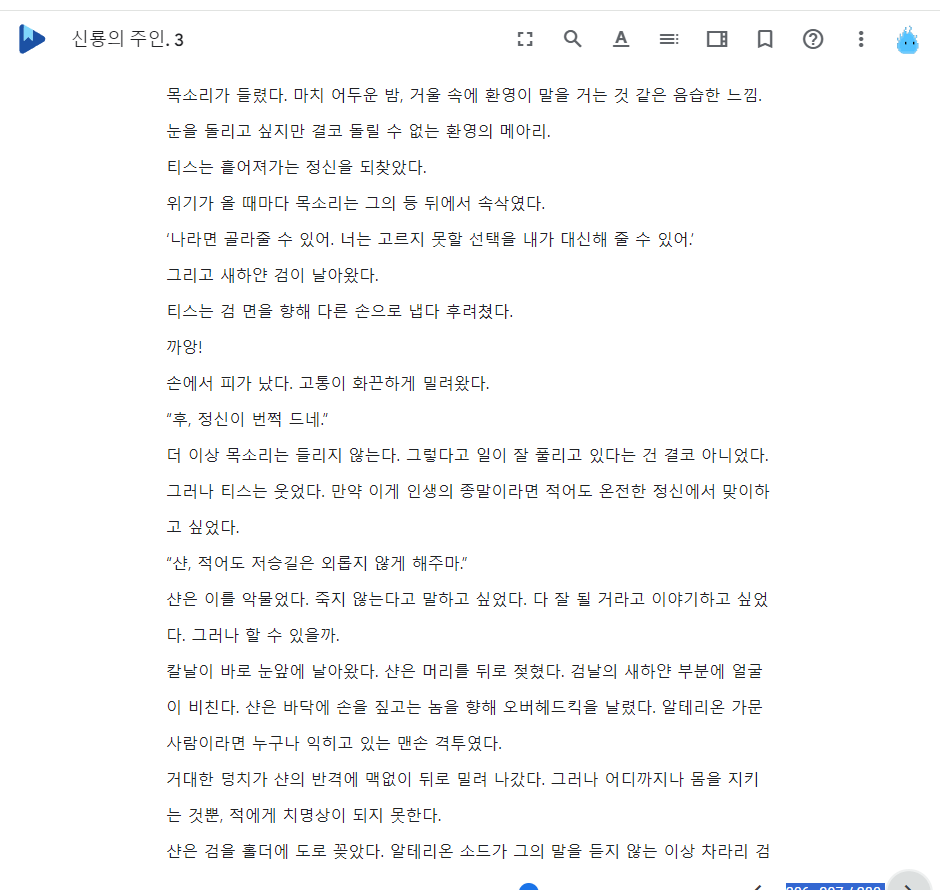 신룡의 주인. 3
목소리가 들렸다. 마치 어두운 밤, 거울 속에 환영이 말을 거는 것 같은 음습한 느낌.
눈을 돌리고 싶지만 결코 돌릴 수 없는 환영의 메아리.
티스는 흩어져가는 정신을 되찾았다.
위기가 올 때마다 목소리는 그의 등 뒤에서 속삭였다.
‘나라면 골라줄 수 있어. 너는 고르지 못할 선택을 내가 대신해 줄 수 있어.’
그리고 새하얀 검이 날아왔다.
티스는 검 면을 향해 다른 손으로 냅다 후려쳤다.
까앙!
손에서 피가 났다. 고통이 화끈하게 밀려왔다.
“후, 정신이 번쩍 드네.”
더 이상 목소리는 들리지 않는다. 그렇다고 일이 잘 풀리고 있다는 건 결코 아니었다.
그러나 티스는 웃었다. 만약 이게 인생의 종말이라면 적어도 온전한 정신에서 맞이하
고 싶었다.
“샨, 적어도 저승길은 외롭지 않게 해주마.”
샨은 이를 악물었다. 죽지 않는다고 말하고 싶었다. 다 잘 될 거라고 이야기하고 싶었
다. 그러나 할 수 있을까.
칼날이 바로 눈앞에 날아왔다. 샨은 머리를 뒤로 젖혔다. 검날의 새하얀 부분에 얼굴
이 비친다. 샨은 바닥에 손을 짚고는 놈을 향해 오버헤드킥을 날렸다. 알테리온 가문
사람이라면 누구나 익히고 있는 맨손 격투였다.
거대한 덩치가 샨의 반격에 맥없이 뒤로 밀려 나갔다. 그러나 어디까지나 몸을 지키
는 것뿐, 적에게 치명상이 되지 못한다.
샨은 검을 홀더에 도로 꽂았다. 알테리온 소드가 그의 말을 듣지 않는 이상 차라리 검